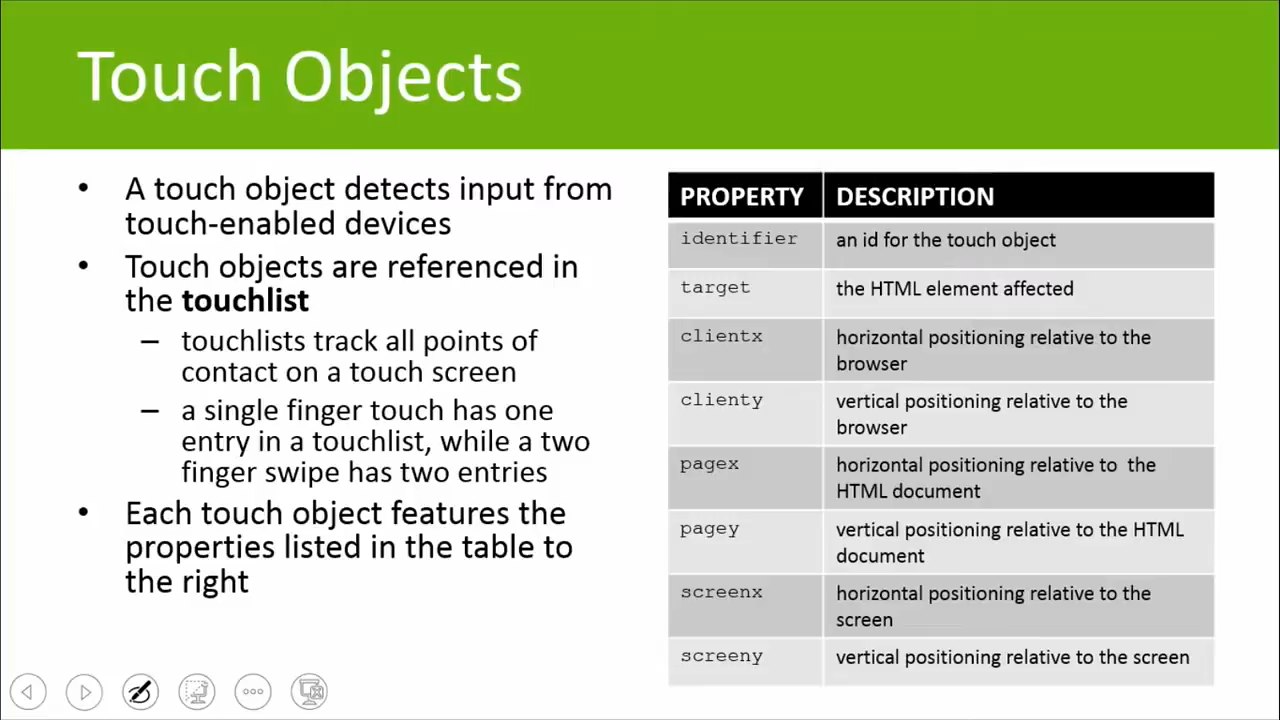 Touch Objects
• A touch object detects input from
touch-enabled devices
• Touch objects are referenced in
the touchlist
– touchlists track all points of
contact on a touch screen
– a single finger touch has one
entry in a touchlist, while a two
finger swipe has two entries
• Each touch object features the
properties listed in the table to
the right
PROPERTY DESCRIPTION
identifier an id for the touch object
target the HTML element affected
clientx horizontal positioning relative to the
browser
clienty vertical positioning relative to the
browser
pagex horizontal positioning relative to the
HTML document
pagey vertical positioning relative to the HTML
document
screenx horizontal positioning relative to the
screen
screeny vertical positioning relative to the screen